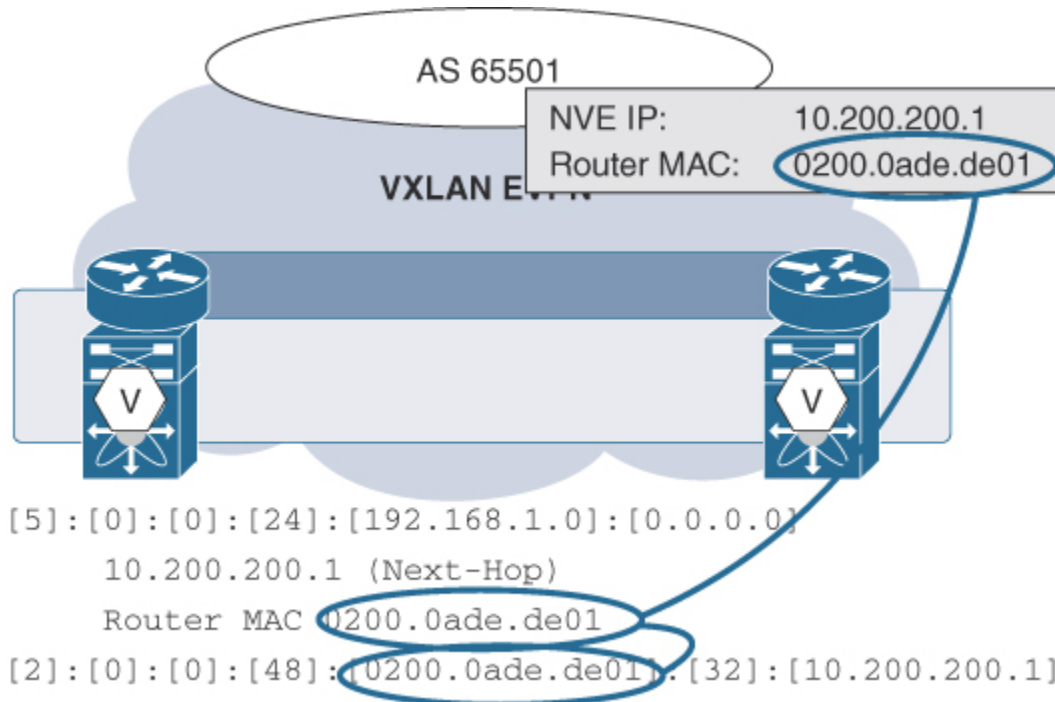 AS 65501
NVE IP: 10.200.200.1
Router MAC: 0200.0ade.de01
VXLAN EVPN
V V
[5]:[0]:[0]:[24]:[192.168.1.0]:[0.0.0.0]
10.200.200.1 (Next-Hop)
Router MAC 0200.0ade.de01
[2]:[0]:[0]:[48]:[0200.0ade.de01]:[32]:[10.200.200.1]